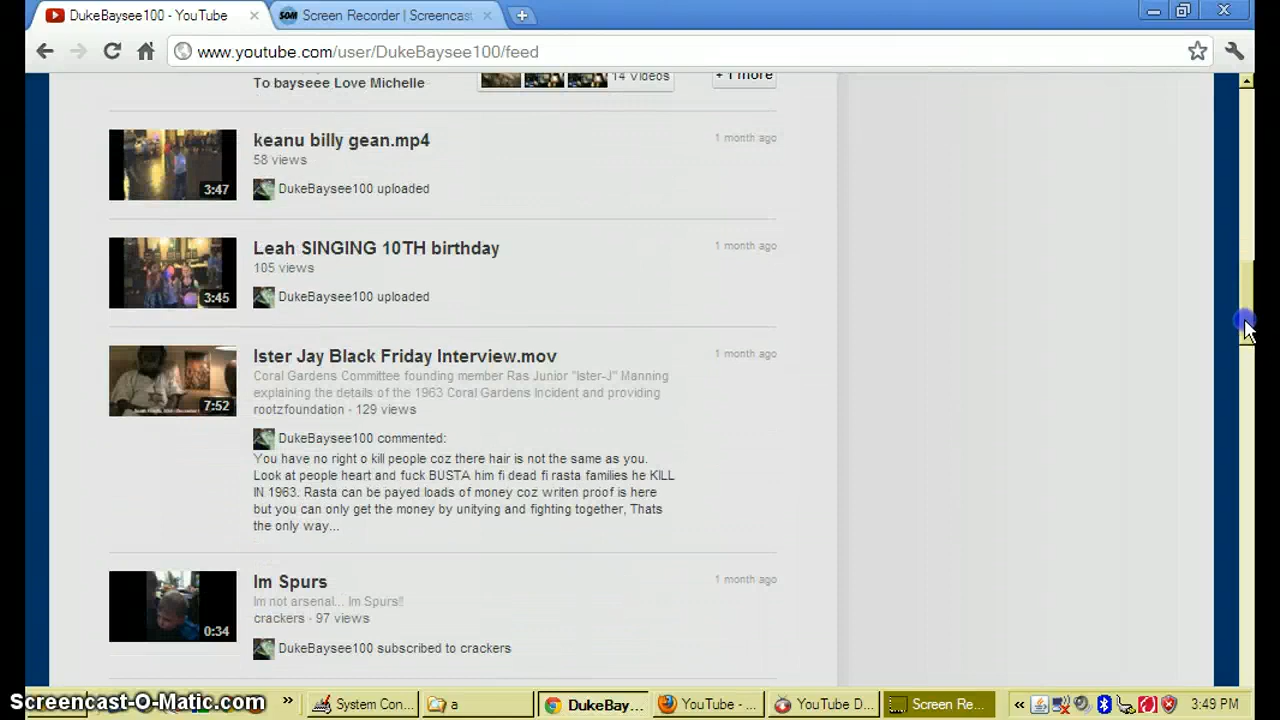 DukeBaysee100 - YouTube
Screen Recorder | Screencast
www.youtube.com/user/DukeBaysee100/feed
To bayseee Love Michelle
14 Videos
+ 1 more
keanu billy gean.mp4
1 month ago
58 views
3:47
DukeBaysee100 uploaded
Leah SINGING 10TH birthday
1 month ago
105 views
3:45
DukeBaysee100 uploaded
Ister Jay Black Friday Interview.mov
1 month ago
Coral Gardens Committee founding member Ras Junior "Ister-J" Manning
explaining the details of the 1963 Coral Gardens Incident and providing
7:52
rootzfoundation - 129 views
DukeBaysee100 commented:
You have no right o kill people coz there hair is not the same as you.
Look at people heart and fuck BUSTA him fi dead fi rasta families he KILL
IN 1963. Rasta can be payed loads of money coz writen proof is here
but you can only get the money by unitying and fighting together, Thats
the only way...
Im Spurs
1 month ago
Im not arsenal... Im Spurs!!
crackers - 97 views
0:34
DukeBaysee100 subscribed to crackers
Screencast-O-Matic.com
»
System Con...
a
DukeBay...
YouTube - ...
YouTube D...
Screen Re...
«
3:49 PM